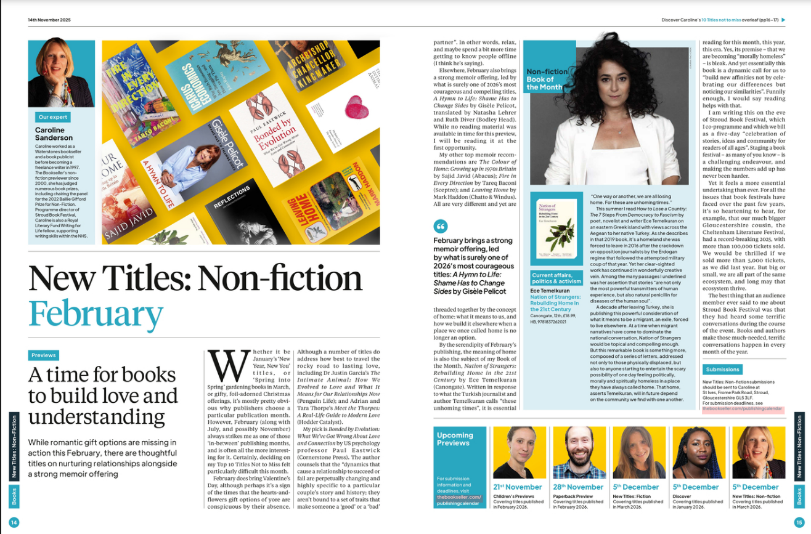 14th November 2025
Discover Caroline's 10 Titles not to miss overleaf (pp16 - 17)
Our expert
Caroline
Sanderson
Caroline worked as a
Waterstones bookseller
and ebook publicist
before becoming a
freelance writer in 1997.
The Bookseller's non-
fiction previewer since
2000, she has judged
numerous book prizes,
including chairing the panel
for the 2022 Baillie Gifford
Prize for Non-Fiction.
Programme director of
Stroud Book Festival,
Caroline is also a Royal
Literary Fund Writing for
Life fellow, supporting
writing skills within the NHS.
FIRE IN EVERY DIRECTION
TAREQ BACONI
CATHOLIC ECONOMICS
ARCHBISHOP
CHANCELLOR
KINGMAKER
PAUL EASTWICK
Bonded by
Evolution
Gisèle Pelicot
A HYMN TO LIFE
SAJID JAVID
REFLECTIONS
LEAVING HOME
MARK HADDON
New Titles: Non-fiction
February
Previews
A time for books
to build love and
understanding
While romantic gift options are missing in
action this February, there are thoughtful
titles on nurturing relationships alongside
a strong memoir offering
Whether it be
January's 'New
Year, New You'
titles, or
'Spring into
Spring' gardening books in March,
or gifty, foil-adorned Christmas
offerings, it's mostly pretty obvi-
ous why publishers choose a
particular publication month.
However, February (along with
July, and possibly November)
always strikes me as one of those
'in-between' publishing months,
and is often all the more interest-
ing for it. Certainly, deciding on
my Top 10 Titles Not to Miss felt
particularly difficult this month.
February does bring Valentine's
Day, although perhaps it's a sign
of the times that the hearts-and-
flowers gift options of yore are
conspicuous by their absence.
Although a number of titles do
address how best to travel the
rocky road to lasting love,
including Dr Justin Garcia's The
Intimate Animal: How We
Evolved to Love and What It
Means for Our Relationships Now
(Penguin Life); and Adrian and
Tara Thorp's Meet the Thorps:
A Real-Life Guide to Modern Love
(Hodder Catalyst).
My pick is Bonded by Evolution:
What We've Got Wrong About Love
and Connection by US psychology
professor Paul Eastwick
(Cornerstone Press). The author
counsels that the "dynamics that
cause a relationship to succeed or
fail are perpetually changing and
highly specific to a particular
couple's story and history; they
aren't bound to a set of traits that
make someone a 'good' or a 'bad'
partner". In other words, relax,
and maybe spend a bit more time
getting to know people offline
(I think he's saying).
Elsewhere, February also brings
a strong memoir offering, led by
what is surely one of 2026's most
courageous and compelling titles,
A Hymn to Life: Shame Has to
Change Sides by Gisèle Pelicot,
translated by Natasha Lehrer
and Ruth Diver (Bodley Head).
While no reading material was
available in time for this preview,
I will be reading it at the
first opportunity.
My other top memoir recom-
mendations are The Colour of
Home: Growing up in 1970s Britain
by Sajid Javid (Abacus); Fire in
Every Direction by Tareq Baconi
(Sceptre); and Leaving Home by
Mark Haddon (Chatto & Windus).
All are very different and yet are
February brings a strong
memoir offering, led
by what is surely one of
2026's most courageous
titles: A Hymn to Life:
Shame Has to Change
Sides by Gisèle Pelicot
threaded together by the concept
of home: what it means to us, and
how we build it elsewhere when a
place we once called home is no
longer an option.
By the serendipity of February's
publishing, the meaning of home
is also the subject of my Book of
the Month, Nation of Strangers:
Rebuilding Home in the 21st
Century by Ece Temelkuran
(Canongate). Written in response
to what the Turkish journalist and
author Temelkuran calls "these
unhoming times", it is essential
Non-fiction
Book of
the Month
Nation of
Strangers
Current affairs,
politics & activism
Ece Temelkuran
Nation of Strangers:
Rebuilding Home in
the 21st Century
Canongate, 12th, £18.99,
HB, 9781837262021
"One way or another, we are all losing
home. For these are unhoming times."
This summer I read How to Lose a Country:
The 7 Steps From Democracy to Fascism by
poet, novelist and writer Ece Temelkuran on
an eastern Greek island with views across the
Aegean to her native Turkey. As she describes
in that 2019 book, it's a homeland she was
forced to leave in 2016 after the crackdown
on opposition journalists by the Erdogan
regime that followed the attempted military
coup of that year. Yet her clear-sighted
work has continued in wonderfully creative
vein. Among the many passages I underlined
was her assertion that stories "are not only
the most powerful transmitters of human
experience, but also natural penicillin for
diseases of the human soul".
A decade after leaving Turkey, she is
publishing this powerful consideration of
what it means to be a migrant, an exile, forced
to live elsewhere. At a time when migrant
narratives have come to dominate the
national conversation, Nation of Strangers
would be topical and compelling enough.
But this remarkable book is something more,
composed of a series of letters, addressed
not only to those physically displaced, but
also to anyone starting to entertain the scary
possibility of one day feeling politically,
morally and spiritually homeless in a place
they have always called home. That home,
asserts Temelkuran, will in future depend
on the community we find with one another.
reading for this month, this year,
this era. Yes, its promise – that we
are becoming "morally homeless"
– is bleak. And yet essentially this
book is a dynamic call for us to
"build new affinities not by cele-
brating our differences but
noticing our similarities". Funnily
enough, I would say reading
helps with that.
I am writing this on the eve
of Stroud Book Festival, which
I co-programme and which we bill
as a five-day "celebration of
stories, ideas and community for
readers of all ages". Staging a book
festival – as many of you know – is
a challenging endeavour, and
making the numbers add up has
never been harder.
Yet it feels a more essential
undertaking than ever. For all the
issues that book festivals have
faced over the past few years,
it's so heartening to hear, for
example, that our much bigger
Gloucestershire cousin, the
Cheltenham Literature Festival,
had a record-breaking 2025, with
more than 100,000 tickets sold.
We would be thrilled if we
sold more than 5,000 tickets,
as we did last year. But big or
small, we are all part of the same
ecosystem, and long may that
ecosystem thrive.
The best thing that an audience
member ever said to me about
Stroud Book Festival was that
they had heard some terrific
conversations during the course
of the event. Books and authors
make those much-needed, terrific
conversations happen in every
month of the year.
Submissions
New Titles: Non-fiction submissions
should be sent to Caroline at
Stroud,
Gloucestershire GL5 3LF.
For submission deadlines, see
thebookseller.com/publishingcalendar
Upcoming
Previews
For submission
information and
deadlines, visit
thebookseller.com/
publishingcalendar
21st November
Children's Previews
Covering titles published
in February 2026.
28th November
Paperback Preview
Covering titles published
in February 2026.
5th December
New Titles: Fiction
Covering titles published
in March 2026.
5th December
Discover
Covering titles published
in January 2026.
5th December
New Titles: Non-fiction
Covering titles published
in March 2026.
New Titles: Non-Fiction
Books
14
New Titles: Non-Fiction
Books
15